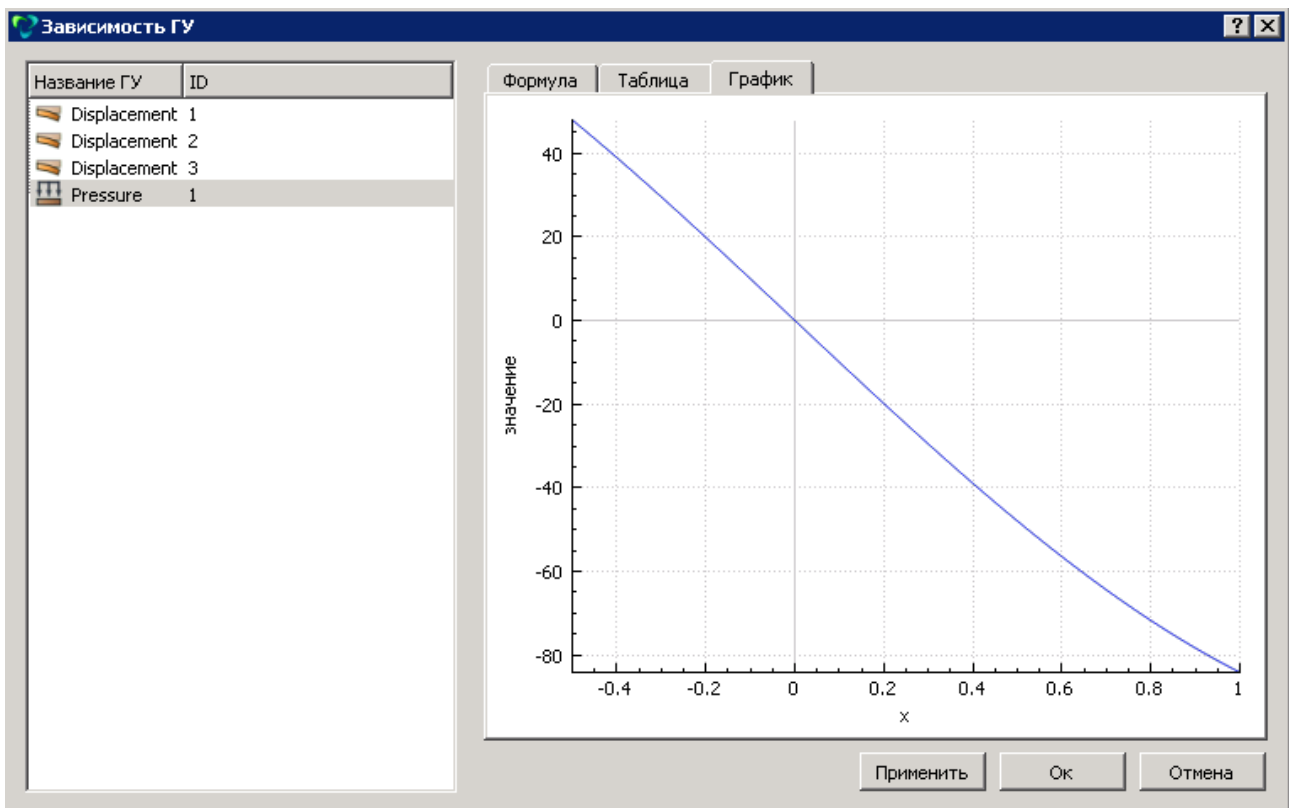 Зависимость ГУ
Название ГУ ID
Displacement 1
Displacement 2
Displacement 3
Pressure 1
Формула Таблица График
40
20
0
-20
-40
-60
-80
значение
-0.4 -0.2 0 0.2 0.4 0.6 0.8 1
x
Применить Ок Отмена